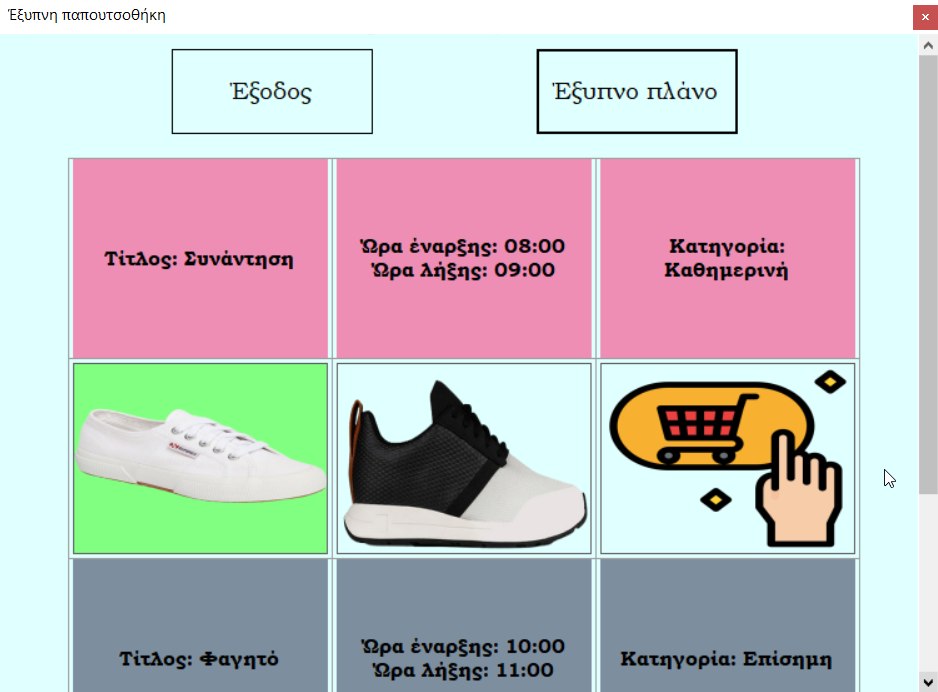 Έξυπνη παπουτσοθήκη
Έξοδος
Έξυπνο πλάνο
Τίτλος: Συνάντηση
Ώρα έναρξης: 08:00
Ώρα λήξης: 09:00
Κατηγορία:
Καθημερινή
Τίτλος: Φαγητό
Ώρα έναρξης: 10:00
Ώρα λήξης: 11:00
Κατηγορία: Επίσημη